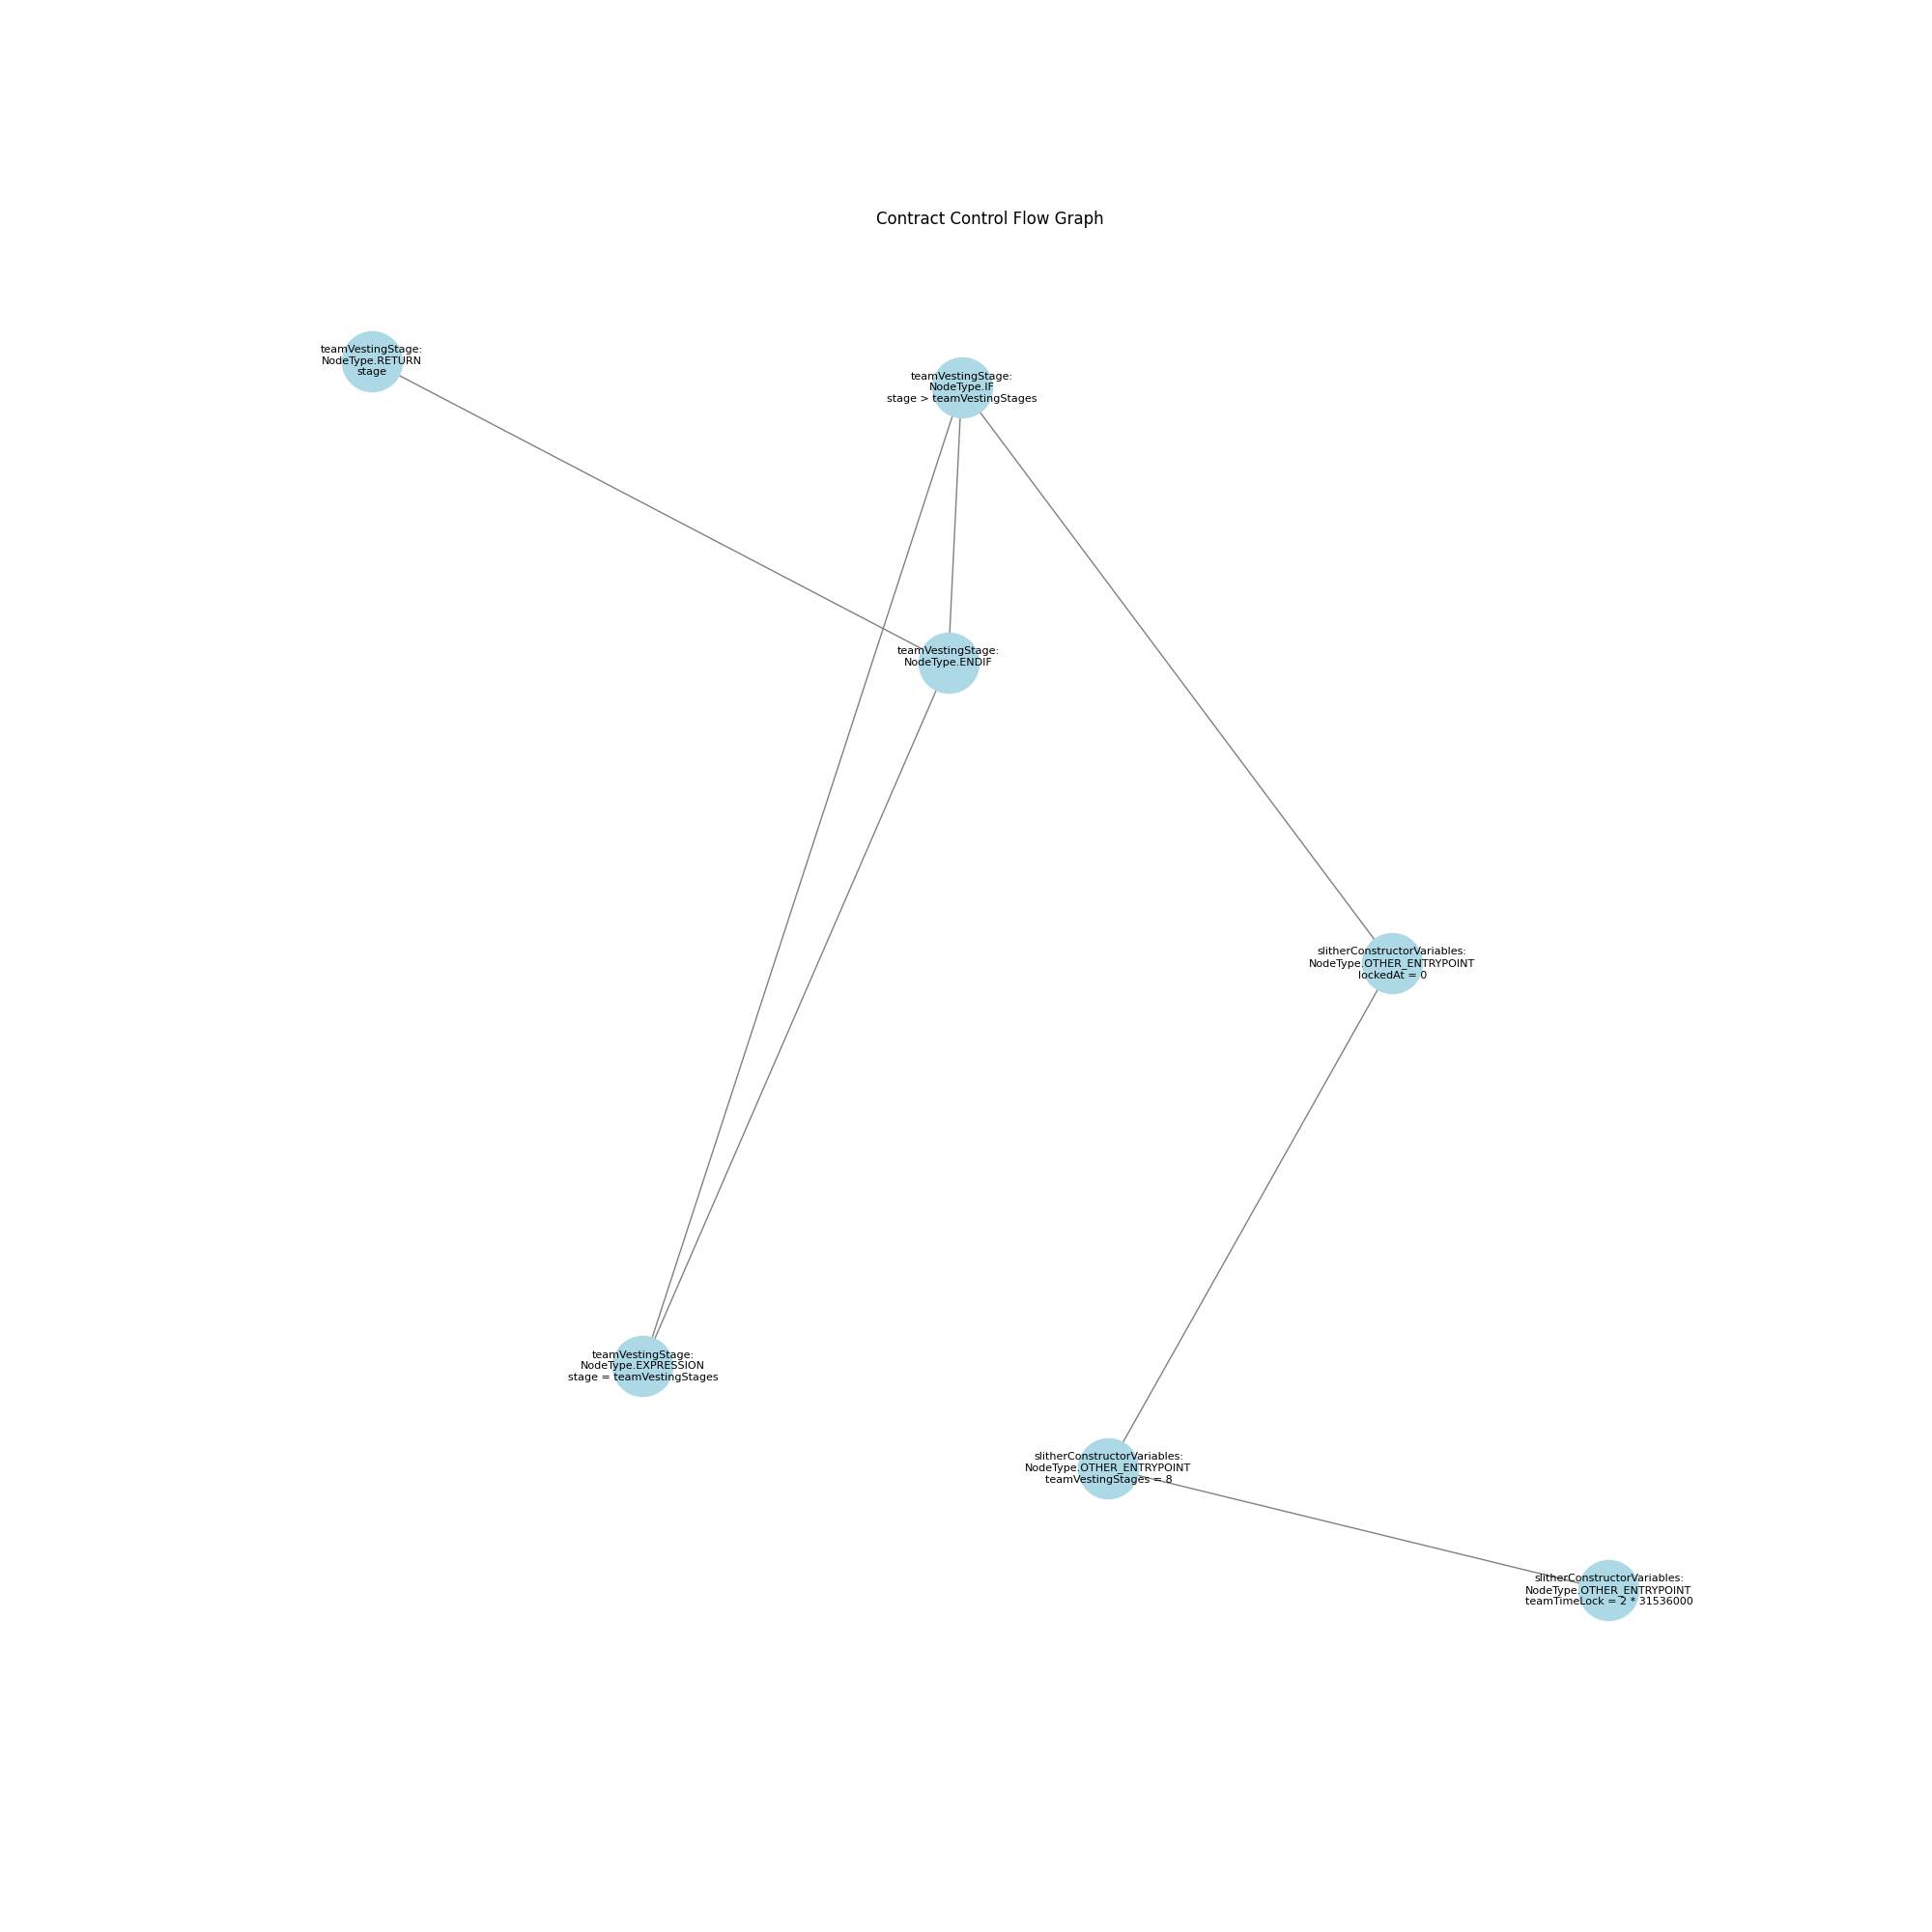 Contract Control Flow Graph
teamVestingStage:
NodeType.RETURN
stage
teamVestingStage:
NodeType.IF
stage > teamVestingStages
teamVestingStage:
NodeType.ENDIF
slitherConstructorVariables:
NodeType.OTHER_ENTRYPOINT
lockedAt = 0
teamVestingStage:
NodeType.EXPRESSION
stage = teamVestingStages
slitherConstructorVariables:
NodeType.OTHER_ENTRYPOINT
teamVestingStages = 8
slitherConstructorVariables:
NodeType.OTHER_ENTRYPOINT
teamTimeLock = 2 * 31536000